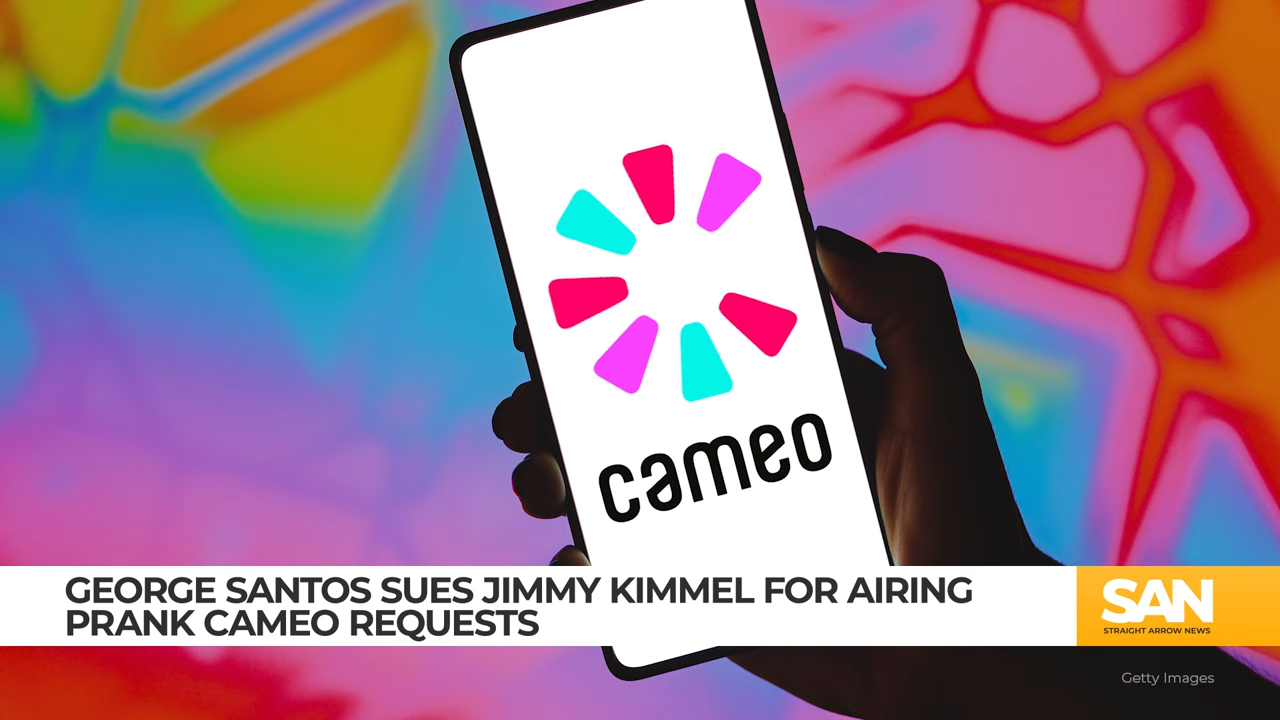 cameo
GEORGE SANTOS SUES JIMMY KIMMEL FOR AIRING
PRANK CAMEO REQUESTS
SAN
STRAIGHT ARROW NEWS
Getty Images